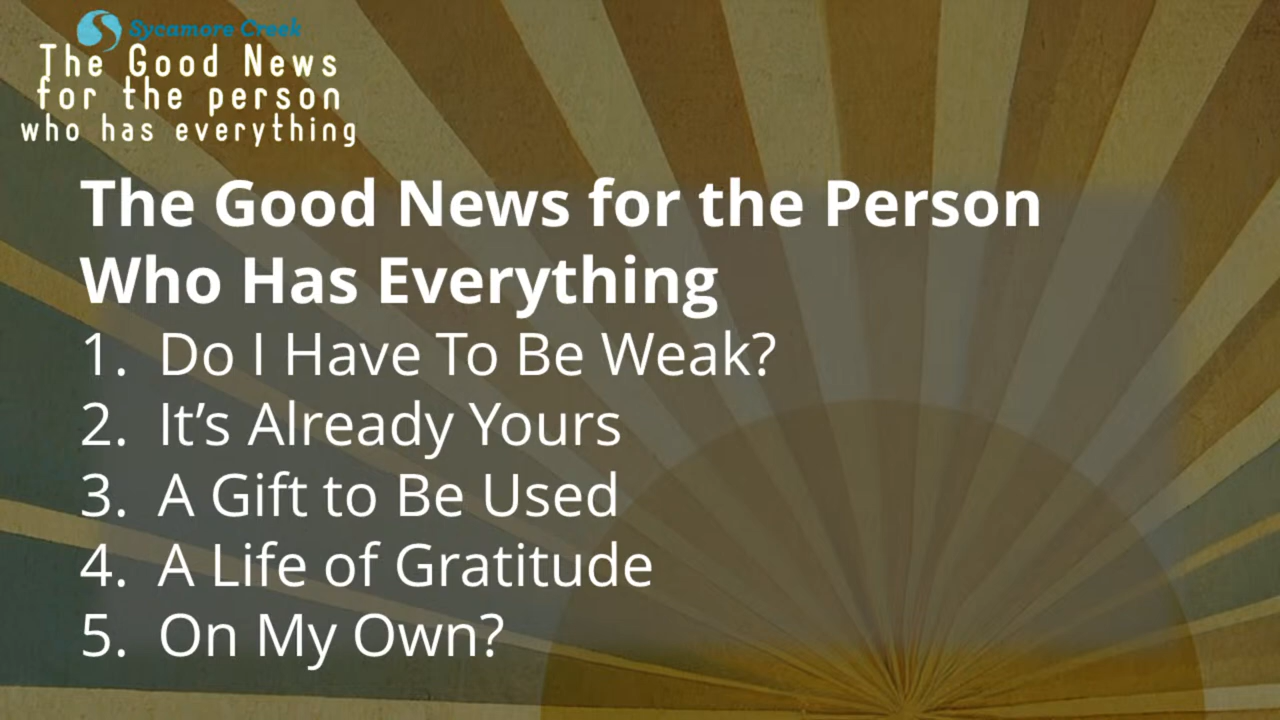 Sycamore Creek
The Good News
for the person
who has everything
The Good News for the Person
Who Has Everything
1. Do I Have To Be Weak?
2. It’s Already Yours
3. A Gift to Be Used
4. A Life of Gratitude
5. On My Own?